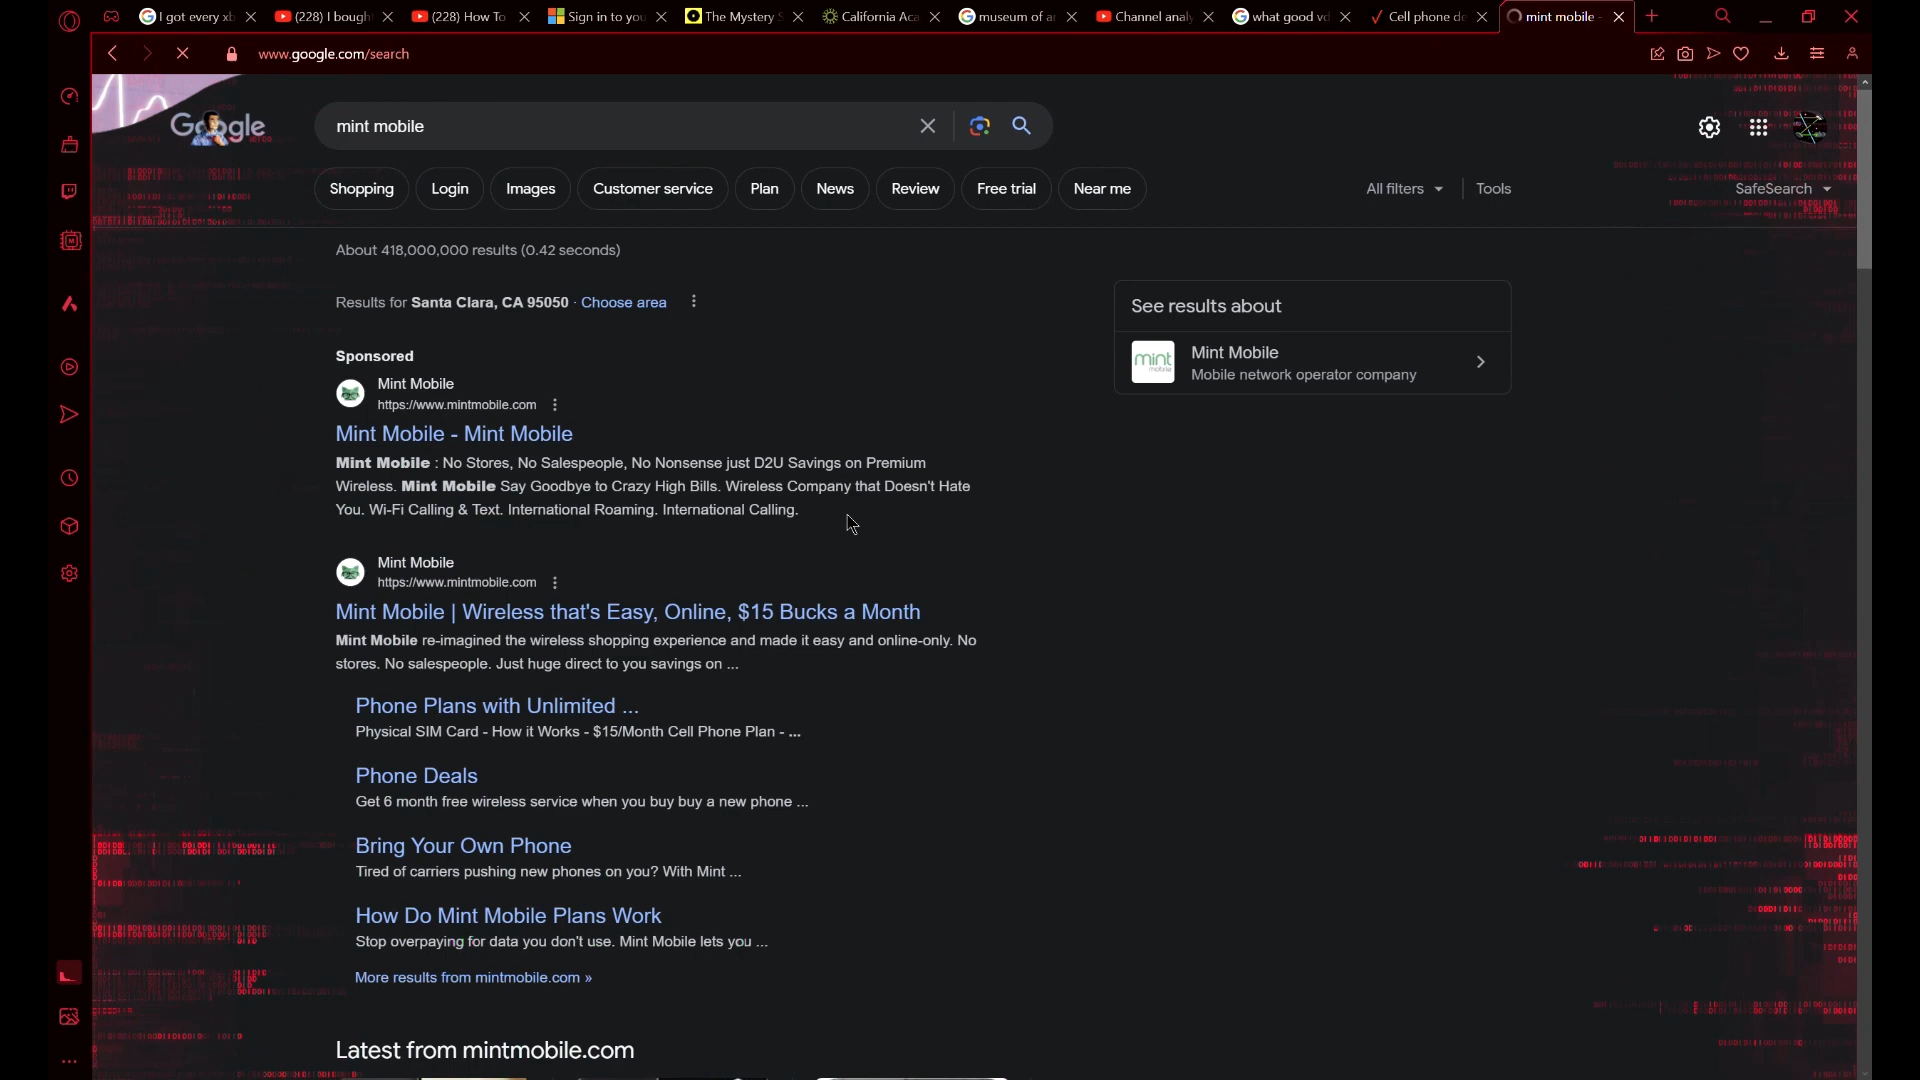 I got every xb
(228) I bought
(228) How To
Sign in to you
The Mystery S
California Aca
museum of ar
Channel analy
what good vd
Cell phone de
mint mobile -
www.google.com/search
Google
mint mobile
Shopping
Login
Images
Customer service
Plan
News
Review
Free trial
Near me
All filters
Tools
SafeSearch
About 418,000,000 results (0.42 seconds)
Results for Santa Clara, CA 95050 · Choose area
See results about
mint mobile
Mint Mobile
Mobile network operator company
Sponsored
Mint Mobile
https://www.mintmobile.com
Mint Mobile - Mint Mobile
Mint Mobile : No Stores, No Salespeople, No Nonsense just D2U Savings on Premium
Wireless. Mint Mobile Say Goodbye to Crazy High Bills. Wireless Company that Doesn't Hate
You. Wi-Fi Calling & Text. International Roaming. International Calling.
Mint Mobile
https://www.mintmobile.com
Mint Mobile | Wireless that's Easy, Online, $15 Bucks a Month
Mint Mobile re-imagined the wireless shopping experience and made it easy and online-only. No
stores. No salespeople. Just huge direct to you savings on ...
Phone Plans with Unlimited ...
Physical SIM Card - How it Works - $15/Month Cell Phone Plan - ...
Phone Deals
Get 6 month free wireless service when you buy buy a new phone ...
Bring Your Own Phone
Tired of carriers pushing new phones on you? With Mint ...
How Do Mint Mobile Plans Work
Stop overpaying for data you don't use. Mint Mobile lets you ...
More results from mintmobile.com »
Latest from mintmobile.com